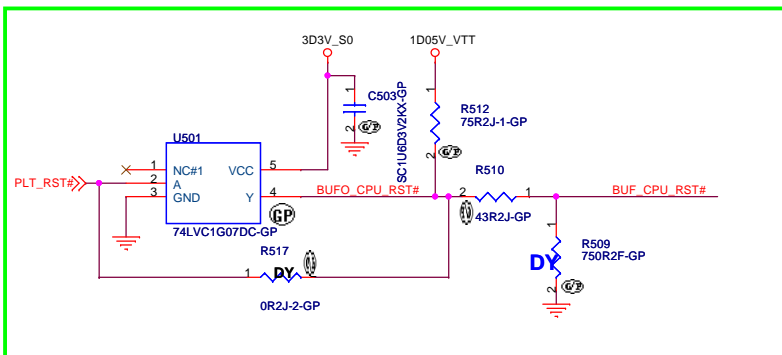 3D3V_S0
1D05V_VTT
C503
SC1U6D3V2KX-GP
1
2
G/P
1
R512
75R2J-1-GP
2
G/P
U501
1
NC#1
VCC
5
PLT_RST#
2
A
3
GND
Y
4
GP
74LVC1G07DC-GP
BUFO_CPU_RST#
R510
2
1
43R2J-GP
BUF_CPU_RST#
R517
1
DY
2
0R2J-2-GP
1
R509
750R2F-GP
DY
2
G/P